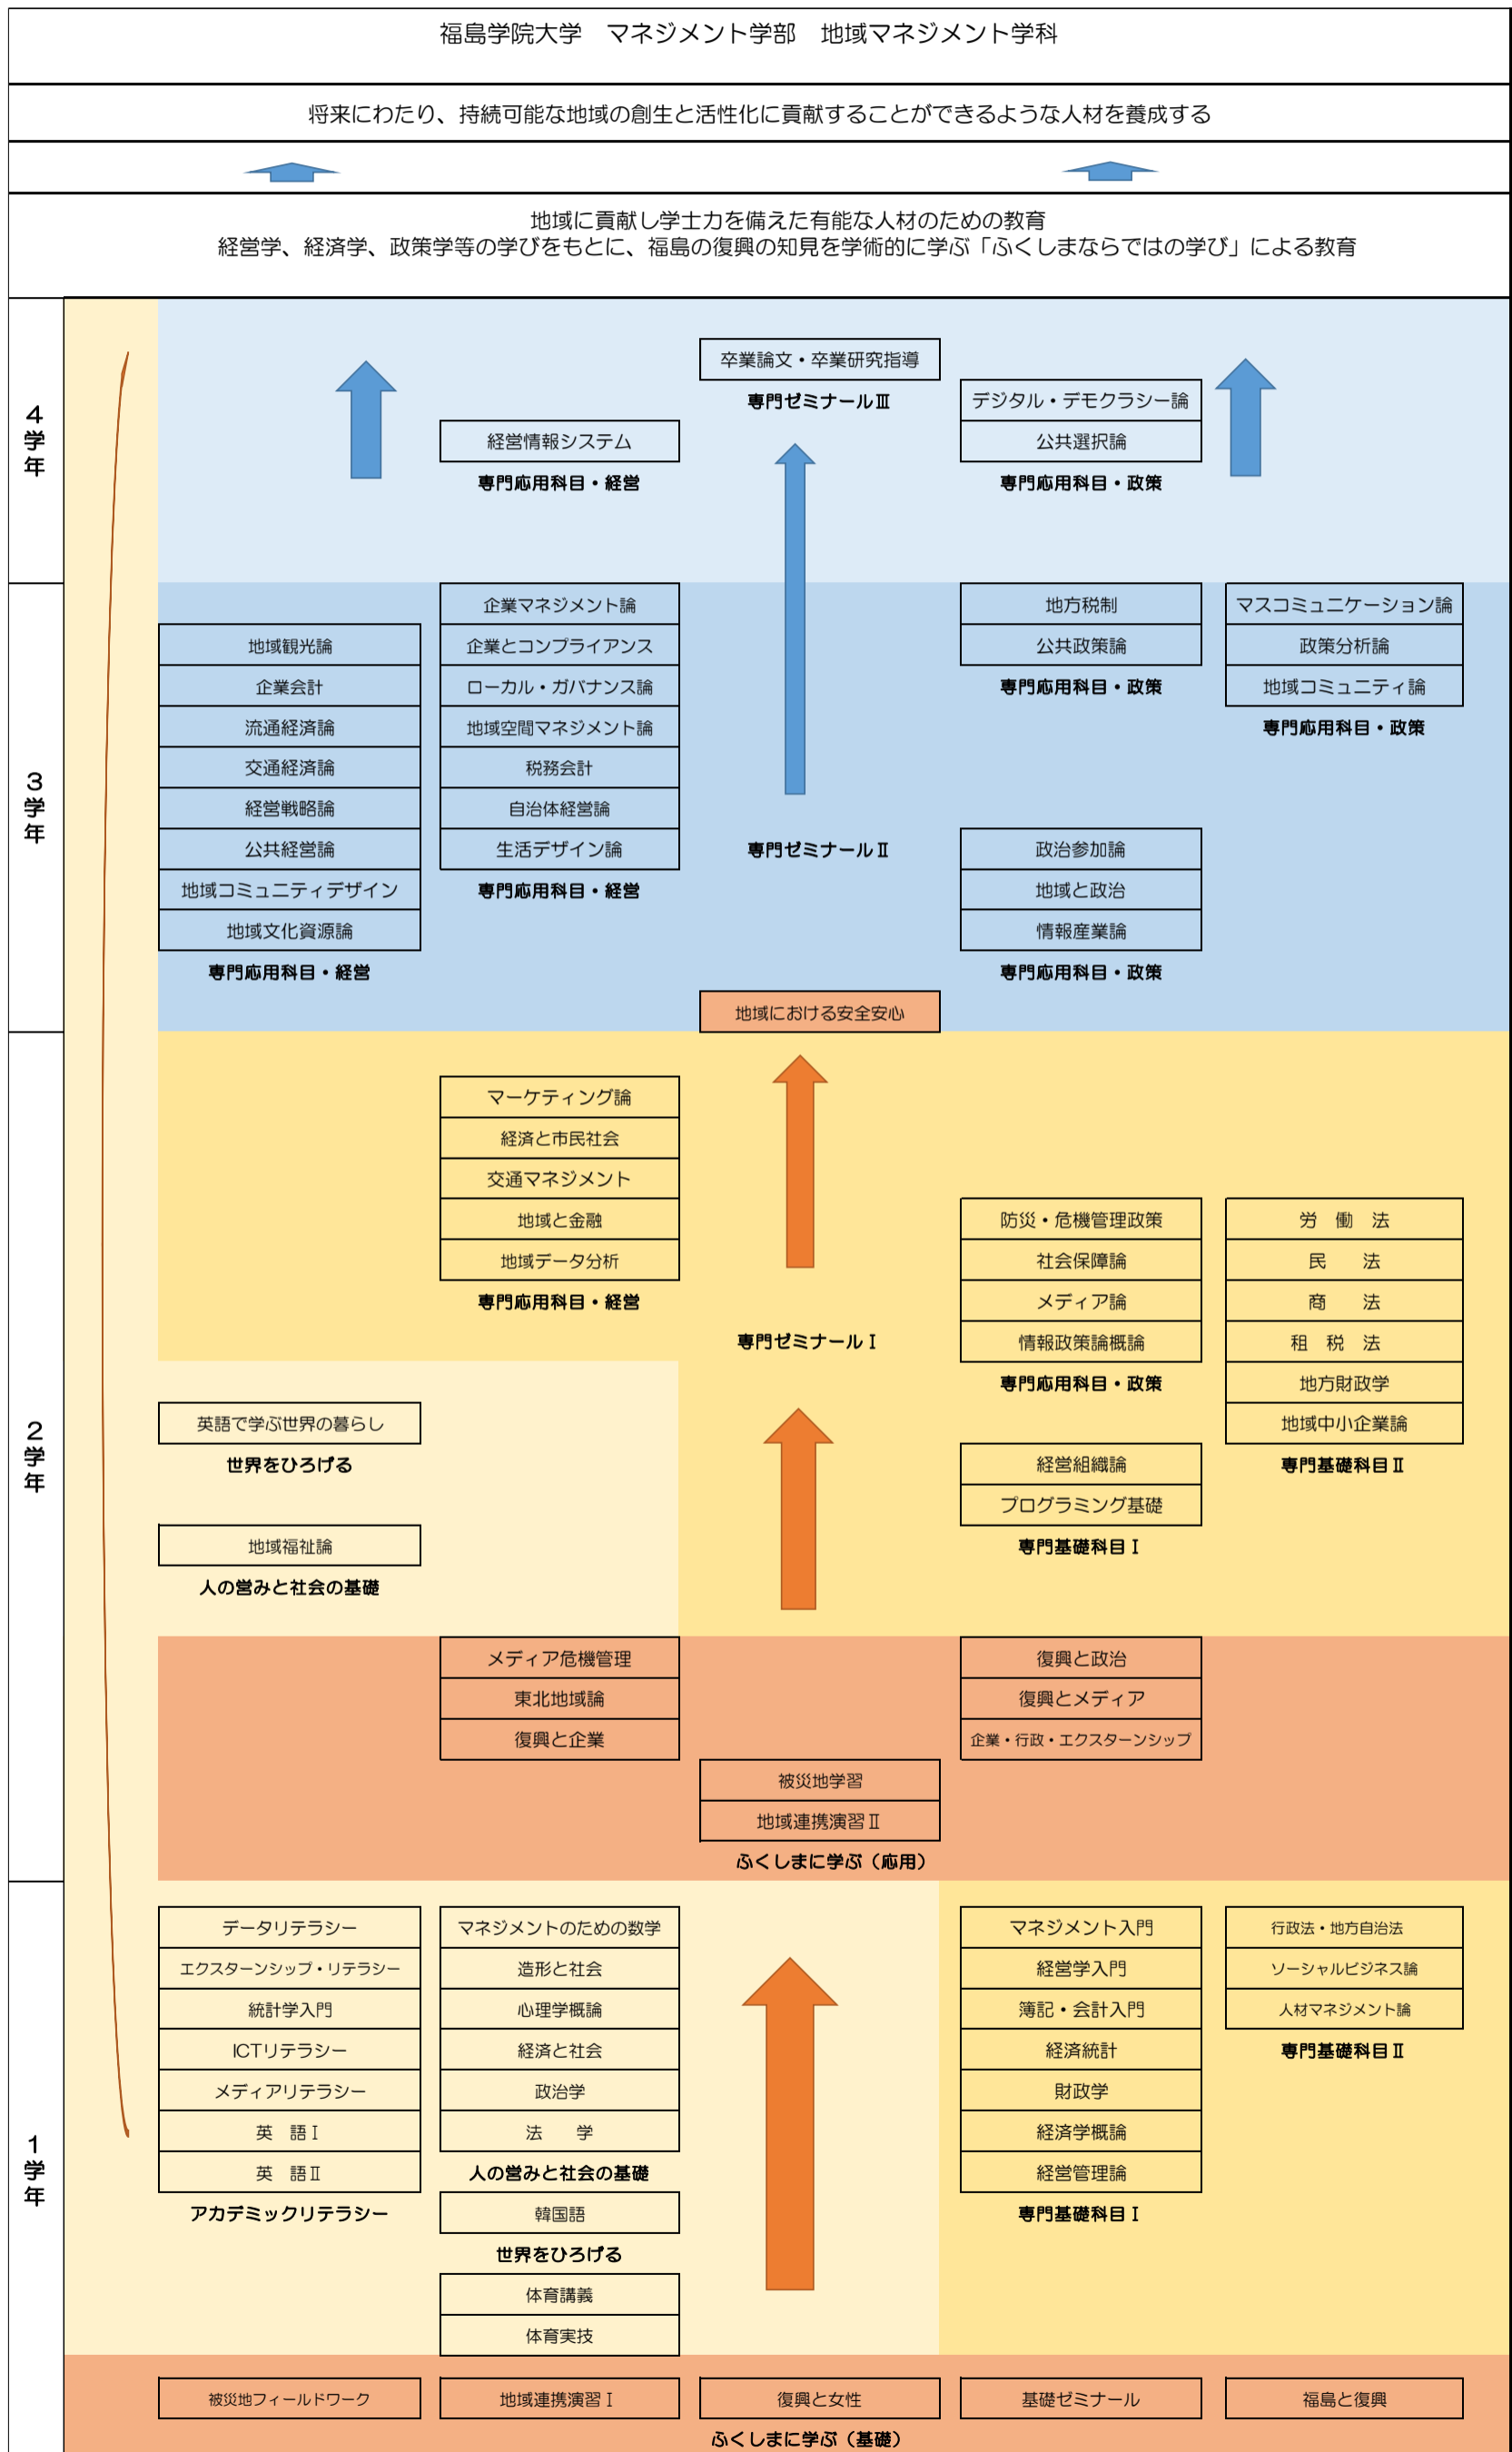 福島学院大学　マネジメント学部　地域マネジメント学科
将来にわたり、持続可能な地域の創生と活性化に貢献することができるような人材を養成する
地域に貢献し学士力を備えた有能な人材のための教育
経営学、経済学、政策学等の学びをもとに、福島の復興の知見を学術的に学ぶ「ふくしまならではの学び」による教育
4学年
卒業論文・卒業研究指導
専門ゼミナールⅢ
経営情報システム
専門応用科目・経営
デジタル・デモクラシー論
公共選択論
専門応用科目・政策
3学年
地域観光論
企業会計
流通経済論
交通経済論
経営戦略論
公共経営論
地域コミュニティデザイン
地域文化資源論
専門応用科目・経営
企業マネジメント論
企業とコンプライアンス
ローカル・ガバナンス論
地域空間マネジメント論
税務会計
自治体経営論
生活デザイン論
専門応用科目・経営
専門ゼミナールⅡ
地方税制
公共政策論
専門応用科目・政策
政治参加論
地域と政治
情報産業論
専門応用科目・政策
マスコミュニケーション論
政策分析論
地域コミュニティ論
専門応用科目・政策
地域における安全安心
2学年
マーケティング論
経済と市民社会
交通マネジメント
地域と金融
地域データ分析
専門応用科目・経営
専門ゼミナールⅠ
防災・危機管理政策
社会保障論
メディア論
情報政策論概論
専門応用科目・政策
経営組織論
プログラミング基礎
専門基礎科目Ⅰ
労　働　法
民　　法
商　　法
租　税　法
地方財政学
地域中小企業論
専門基礎科目Ⅱ
英語で学ぶ世界の暮らし
世界をひろげる
地域福祉論
人の営みと社会の基礎
メディア危機管理
東北地域論
復興と企業
被災地学習
地域連携演習Ⅱ
ふくしまに学ぶ（応用）
復興と政治
復興とメディア
企業・行政・エクスターンシップ
1学年
データリテラシー
エクスターンシップ・リテラシー
統計学入門
ICTリテラシー
メディアリテラシー
英　語Ⅰ
英　語Ⅱ
アカデミックリテラシー
マネジメントのための数学
造形と社会
心理学概論
経済と社会
政治学
法　　学
人の営みと社会の基礎
韓国語
世界をひろげる
体育講義
体育実技
マネジメント入門
経営学入門
簿記・会計入門
経済統計
財政学
経済学概論
経営管理論
専門基礎科目Ⅰ
行政法・地方自治法
ソーシャルビジネス論
人材マネジメント論
専門基礎科目Ⅱ
被災地フィールドワーク
地域連携演習Ⅰ
復興と女性
基礎ゼミナール
福島と復興
ふくしまに学ぶ（基礎）